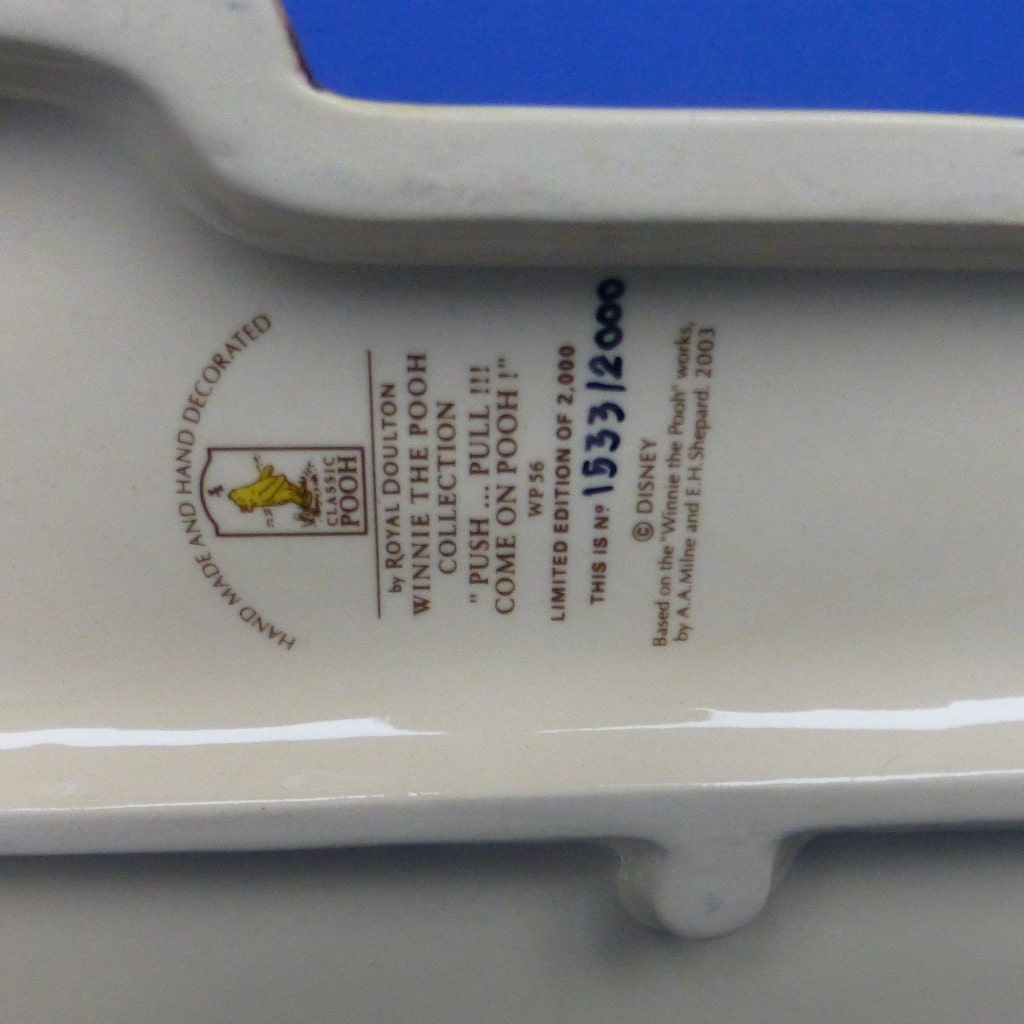 HAND MADE AND HAND DECORATED
CLASSIC
POOH
by ROYAL DOULTON
WINNIE THE POOH
COLLECTION
"PUSH ... PULL !!!
COME ON POOH !"
WP 56
LIMITED EDITION OF 2,000
THIS IS Nº 1533/2000
© DISNEY
Based on the "Winnie the Pooh" works,
by A.A.Milne and E.H.Shepard. 2003